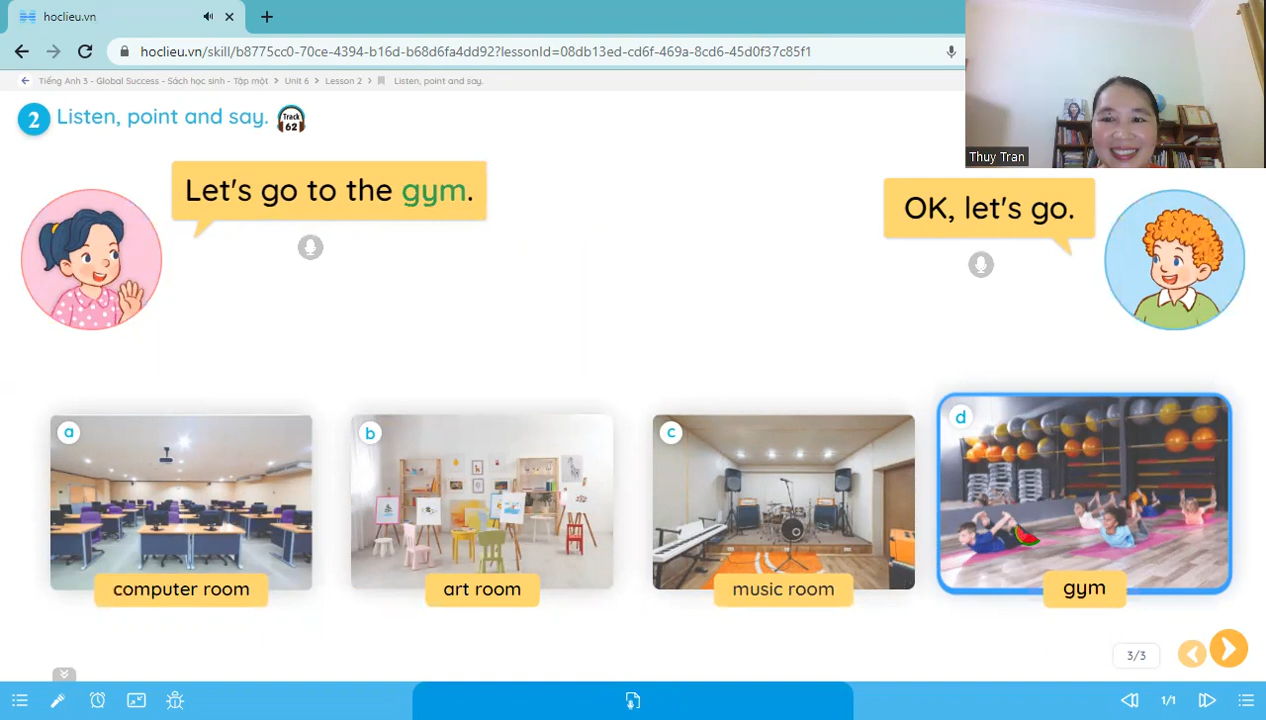 hoclieu.vn
hoclieu.vn/skill/b8775cc0-70ce-4394-b16d-b68d6fa4dd92?lessonId=08db13ed-cd6f-469a-8cd6-45d0f37c85f1
Tiếng Anh 3 - Global Success - Sách học sinh - Tập một > Unit 6 > Lesson 2 > Listen, point and say.
2 Listen, point and say. Track 62
Thuy Tran
Let's go to the gym.
OK, let's go.
a
b
c
d
computer room
art room
music room
gym
3/3
1/1